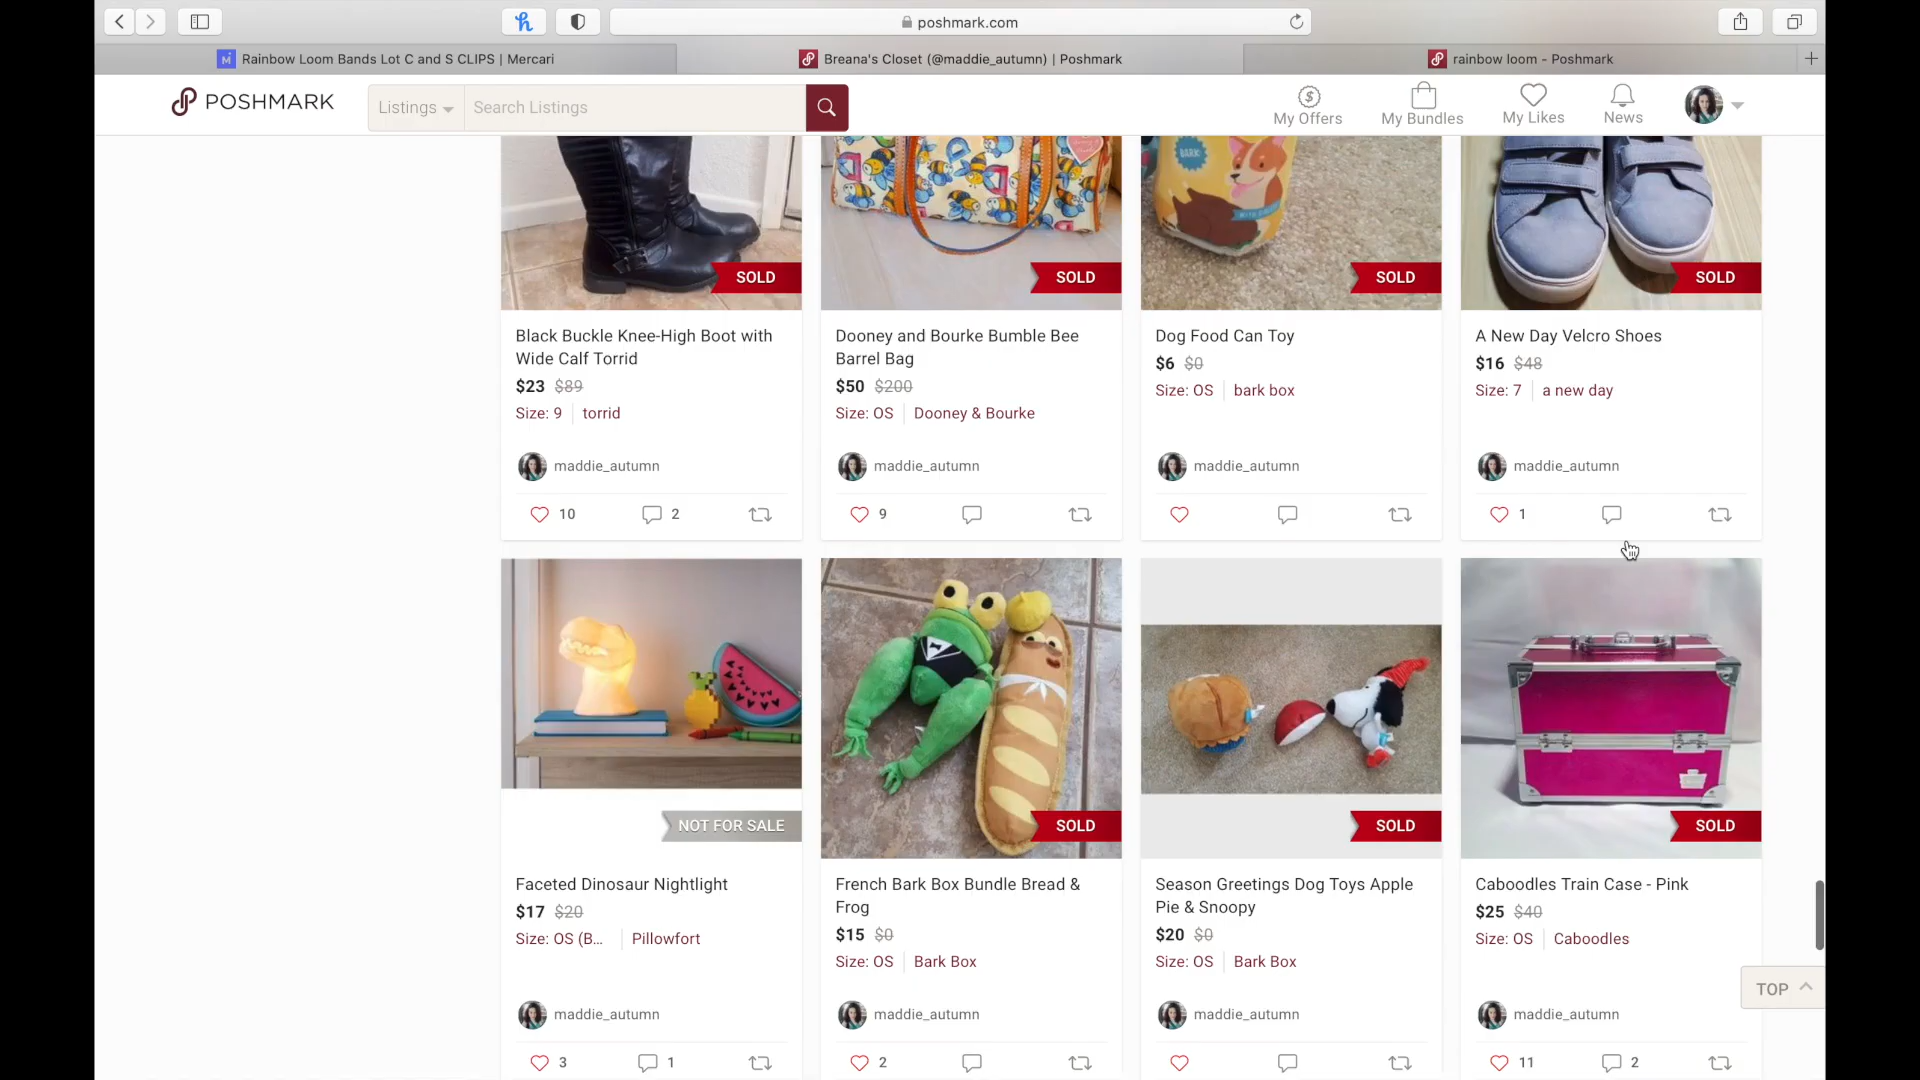 poshmark.com
Rainbow Loom Bands Lot C and S CLIPS | Mercari
Breana's Closet (@maddie_autumn) | Poshmark
rainbow loom - Poshmark
POSHMARK
Listings
Search Listings
My Offers
My Bundles
My Likes
News
BARK
SOLD
SOLD
SOLD
SOLD
Black Buckle Knee-High Boot with
Wide Calf Torrid
$23 $89
Size: 9 torrid
maddie_autumn
10 2
Dooney and Bourke Bumble Bee
Barrel Bag
$50 $200
Size: OS Dooney & Bourke
maddie_autumn
9
Dog Food Can Toy
$6 $0
Size: OS bark box
maddie_autumn
A New Day Velcro Shoes
$16 $48
Size: 7 a new day
maddie_autumn
1
NOT FOR SALE
SOLD
SOLD
SOLD
Faceted Dinosaur Nightlight
$17 $20
Size: OS (B... Pillowfort
maddie_autumn
3 1
French Bark Box Bundle Bread &
Frog
$15 $0
Size: OS Bark Box
maddie_autumn
2
Season Greetings Dog Toys Apple
Pie & Snoopy
$20 $0
Size: OS Bark Box
maddie_autumn
Caboodles Train Case - Pink
$25 $40
Size: OS Caboodles
maddie_autumn
11 2
TOP